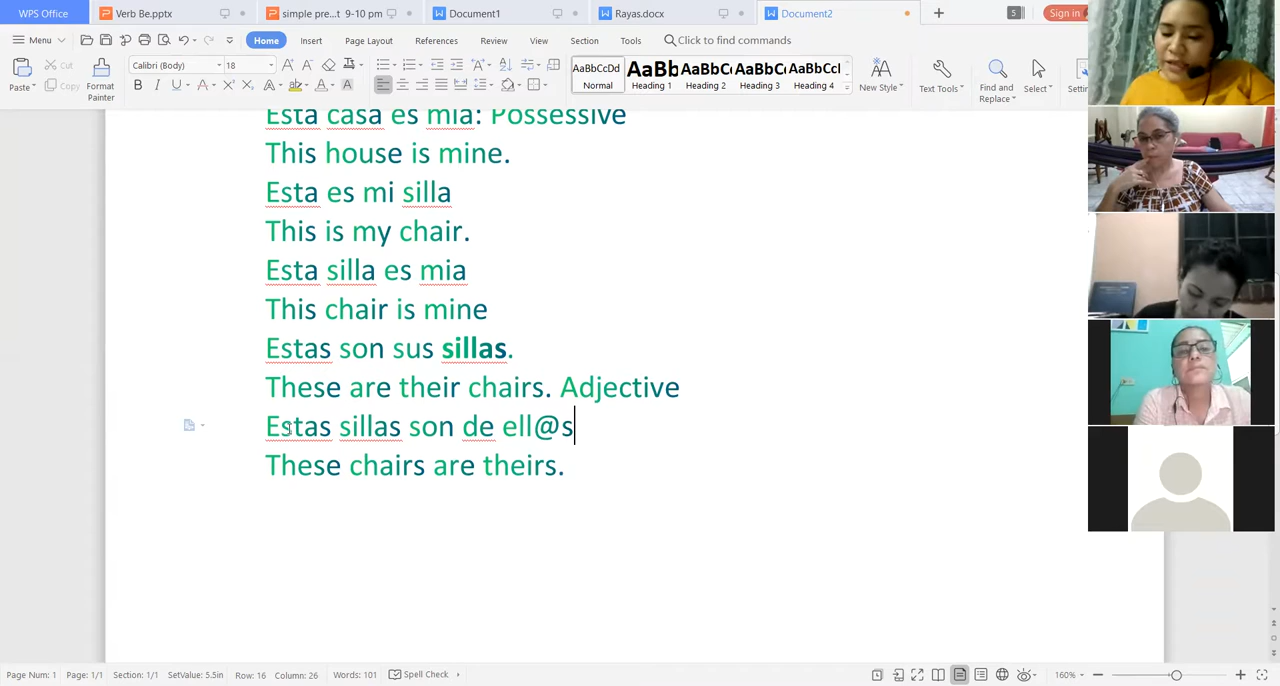 WPS Office
Verb Be.pptx
simple pre...t 9-10 pm
Document1
Rayas.docx
Document2
S
Sign in
Menu
Home
Insert
Page Layout
References
Review
View
Section
Tools
Click to find commands
Paste
Cut
Copy
Format Painter
Calibri (Body)
18
B I U
AaBbCcDd
Normal
AaBb
Heading 1
AaBbC
Heading 2
AaBbC
Heading 3
AaBbCcl
Heading 4
New Style
Text Tools
Find and Replace
Select
Esta casa es mia: Possessive
This house is mine.
Esta es mi silla
This is my chair.
Esta silla es mia
This chair is mine
Estas son sus sillas.
These are their chairs. Adjective
Estas sillas son de ell@s
These chairs are theirs.
Page Num: 1
Page: 1/1
Section: 1/1
SetValue: 5.5in
Row: 16
Column: 26
Words: 101
Spell Check
160%